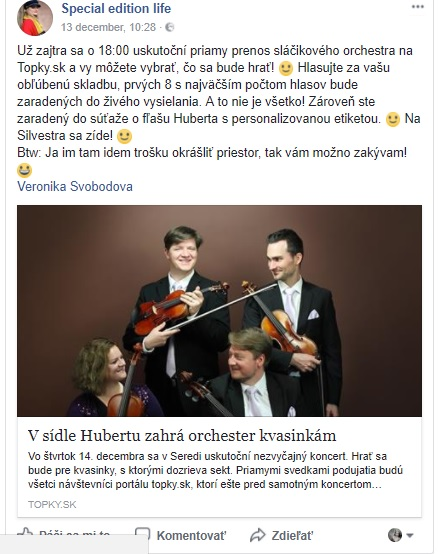 Special edition life
13 december, 10:28 ·
Už zajtra sa o 18:00 uskutoční priamy prenos sláčikového orchestra na
Topky.sk a vy môžete vybrať, čo sa bude hrať! 😉 Hlasujte za vašu
obľúbenú skladbu, prvých 8 s najväčším počtom hlasov bude
zaradených do živého vysielania. A to nie je všetko! Zároveň ste
zaradený do súťaže o fľašu Huberta s personalizovanou etiketou. 😉 Na
Silvestra sa zíde! 😉
Btw: Ja im tam idem trošku okrášliť priestor, tak vám možno zakývam!
😀
Veronika Svobodova
V sídle Hubertu zahrá orchester kvasinkám
Vo štvrtok 14. decembra sa v Seredi uskutoční nezvyčajný koncert. Hrať sa
bude pre kvasinky, s ktorými dozrieva sekt. Priamymi svedkami podujatia budú
všetci návštevníci portálu topky.sk, ktorí ešte pred samotným koncertom…
TOPKY.SK
Páči sa mi to Komentovať Zdieľať